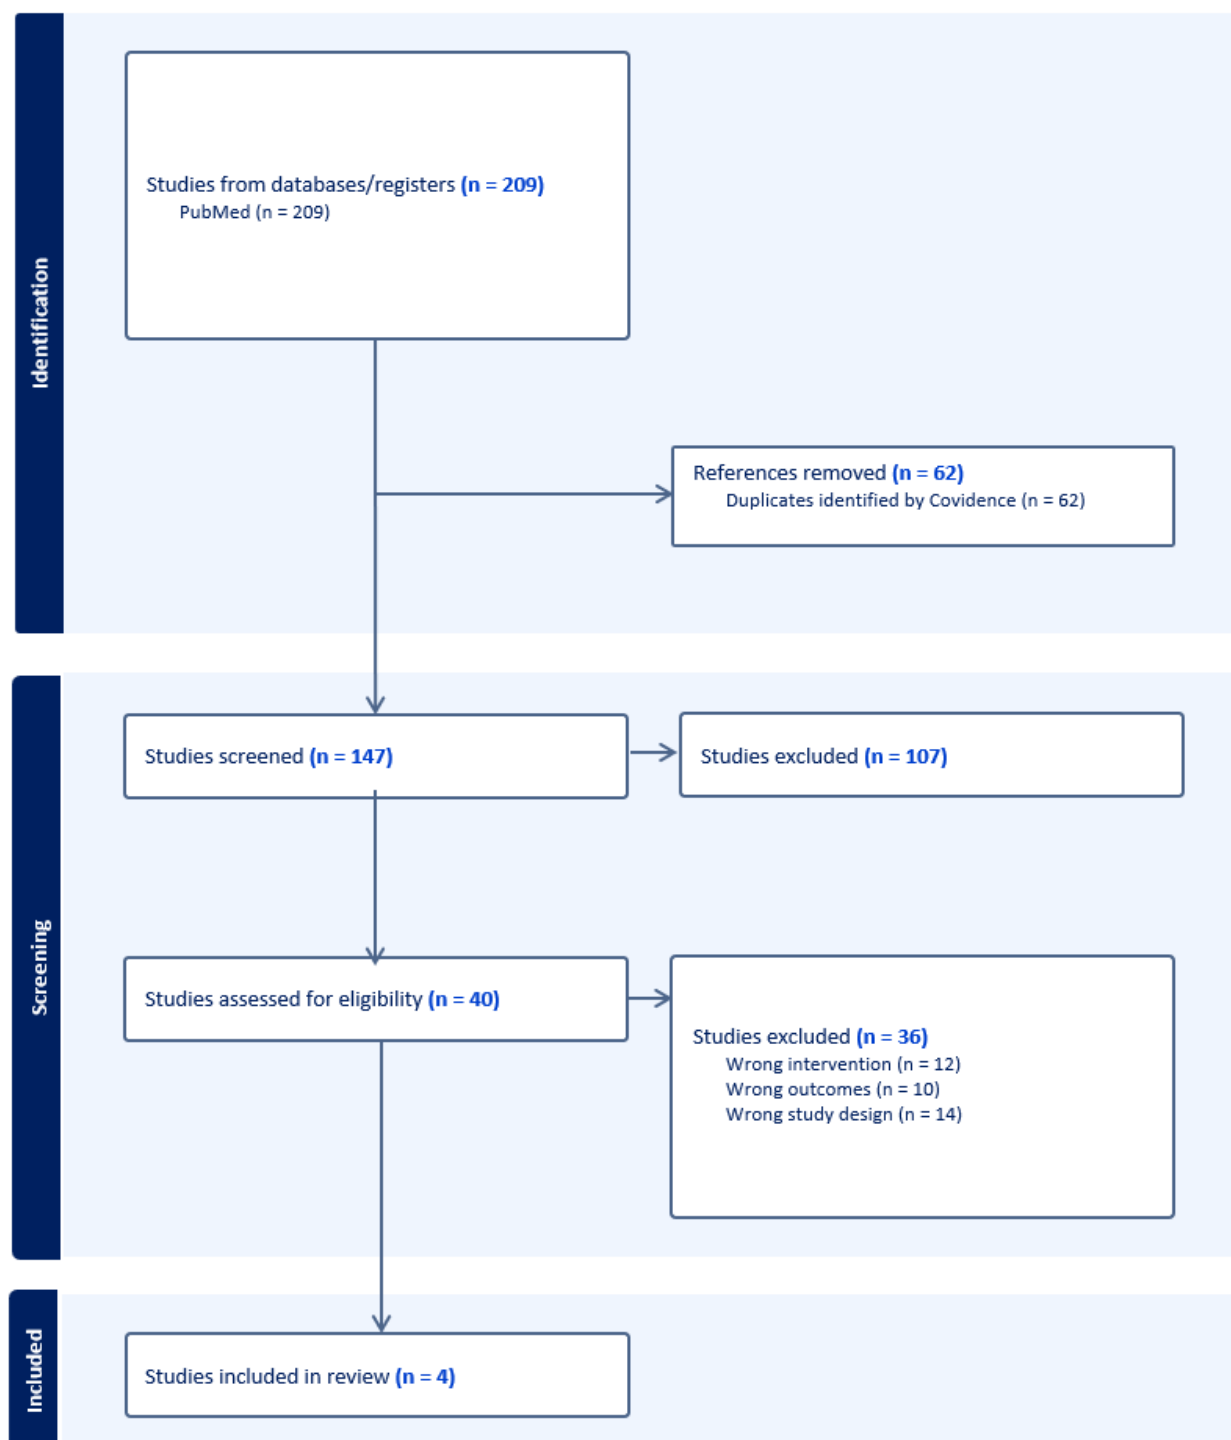 Identification
Studies from databases/registers (n = 209)
PubMed (n = 209)
References removed (n = 62)
Duplicates identified by Covidence (n = 62)
Screening
Studies screened (n = 147)
Studies excluded (n = 107)
Studies assessed for eligibility (n = 40)
Studies excluded (n = 36)
Wrong intervention (n = 12)
Wrong outcomes (n = 10)
Wrong study design (n = 14)
Included
Studies included in review (n = 4)